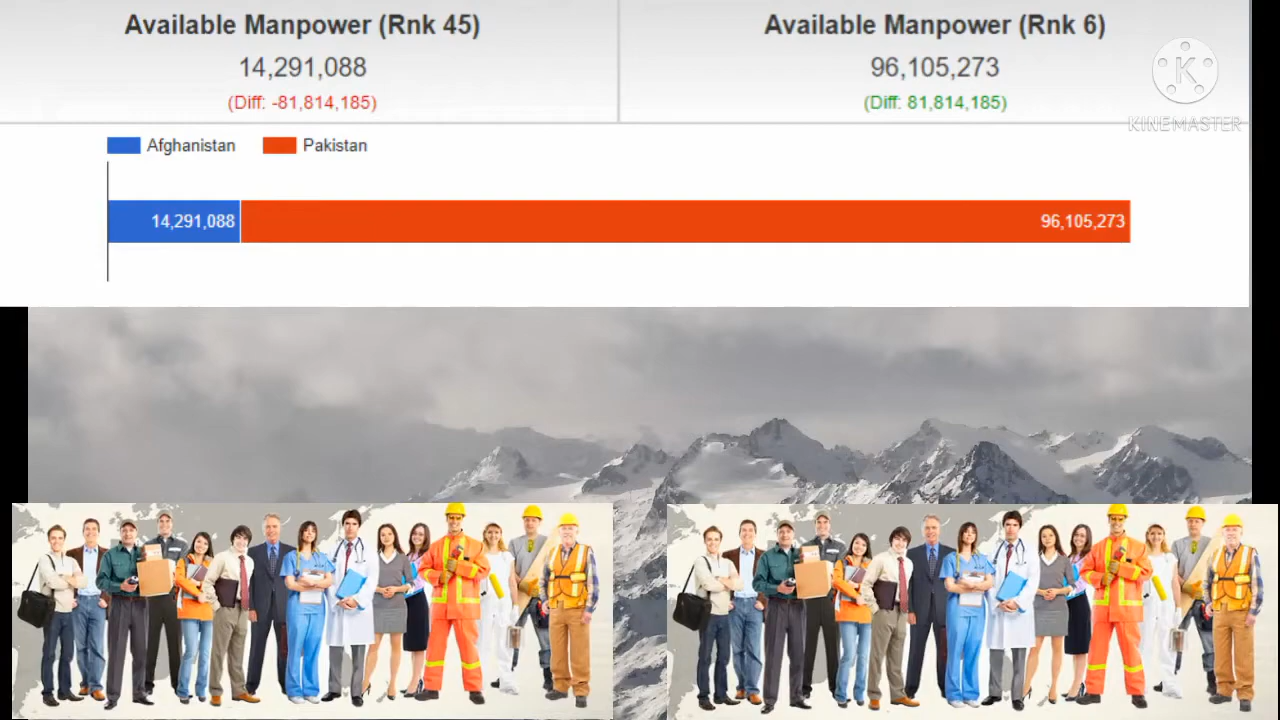 Available Manpower (Rnk 45)
14,291,088
(Diff: -81,814,185)
Available Manpower (Rnk 6)
96,105,273
(Diff: 81,814,185)
K
KINEMASTER
Afghanistan
Pakistan
14,291,088
96,105,273